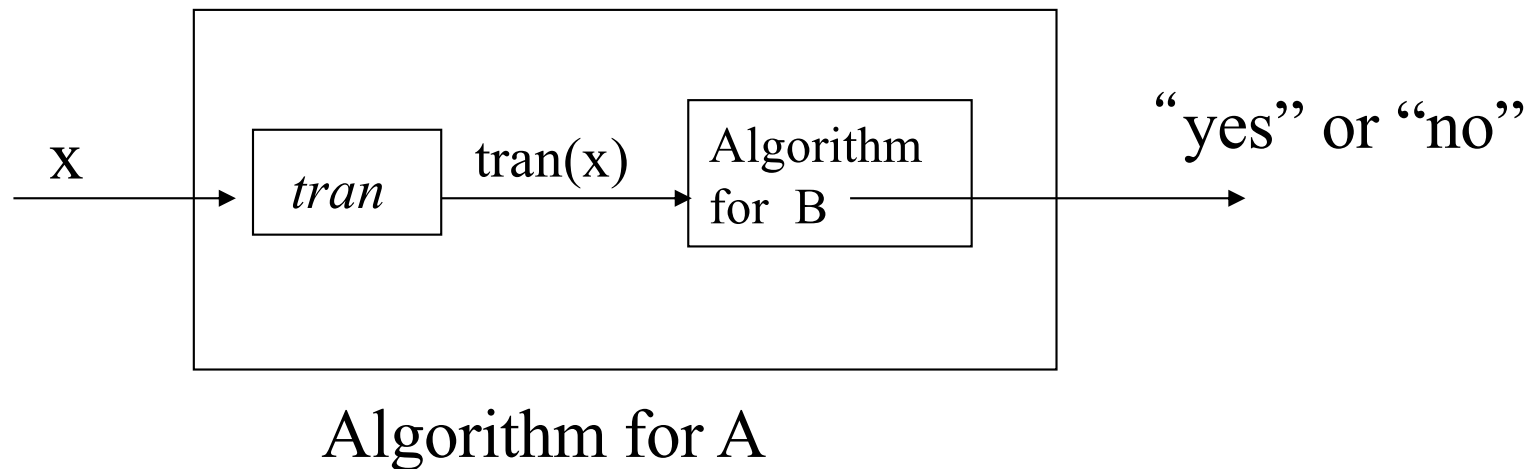 x
tran
tran(x)
Algorithm
for B
“yes” or “no”
Algorithm for A